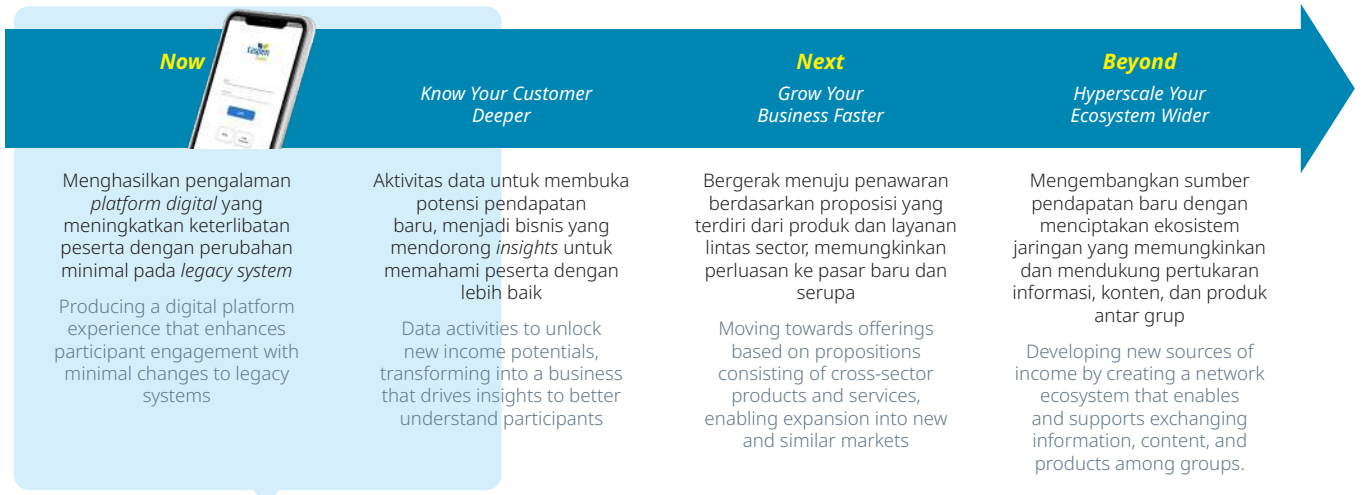 Now
taspen
Know Your Customer
Deeper
Next
Grow Your
Business Faster
Beyond
Hyperscale Your
Ecosystem Wider
Menghasilkan pengalaman
platform digital yang
meningkatkan keterlibatan
peserta dengan perubahan
minimal pada legacy system
Producing a digital platform
experience that enhances
participant engagement with
minimal changes to legacy
systems
Aktivitas data untuk membuka
potensi pendapatan
baru, menjadi bisnis yang
mendorong insights untuk
memahami peserta dengan
lebih baik
Data activities to unlock
new income potentials,
transforming into a business
that drives insights to better
understand participants
Bergerak menuju penawaran
berdasarkan proposisi yang
terdiri dari produk dan layanan
lintas sector, memungkinkan
perluasan ke pasar baru dan
serupa
Moving towards offerings
based on propositions
consisting of cross-sector
products and services,
enabling expansion into new
and similar markets
Mengembangkan sumber
pendapatan baru dengan
menciptakan ekosistem
jaringan yang memungkinkan
dan mendukung pertukaran
informasi, konten, dan produk
antar grup
Developing new sources of
income by creating a network
ecosystem that enables
and supports exchanging
information, content, and
products among groups.